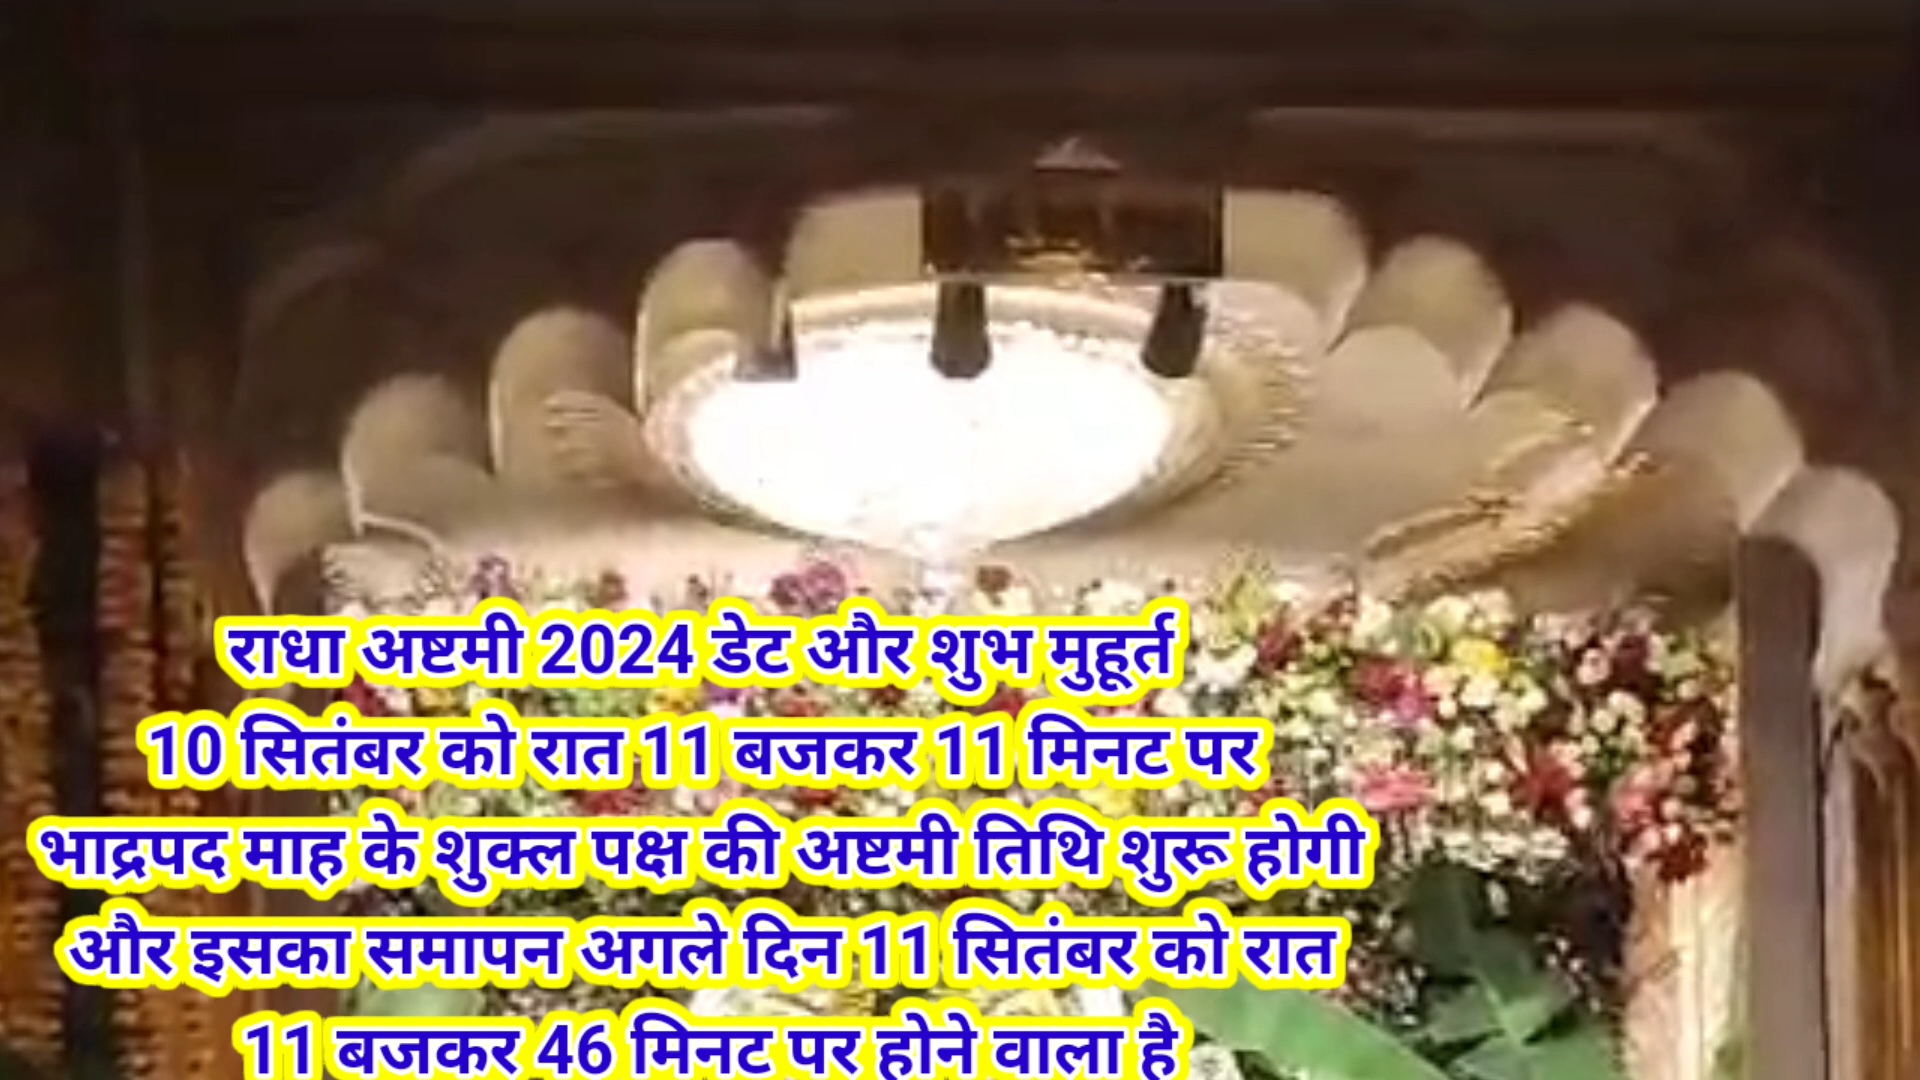 राधा अष्टमी 2024 डेट और शुभ मुहूर्त
10 सितंबर को रात 11 बजकर 11 मिनट पर
भाद्रपद माह के शुक्ल पक्ष की अष्टमी तिथि शुरू होगी
और इसका समापन अगले दिन 11 सितंबर को रात
11 बजकर 46 मिनट पर होने वाला है